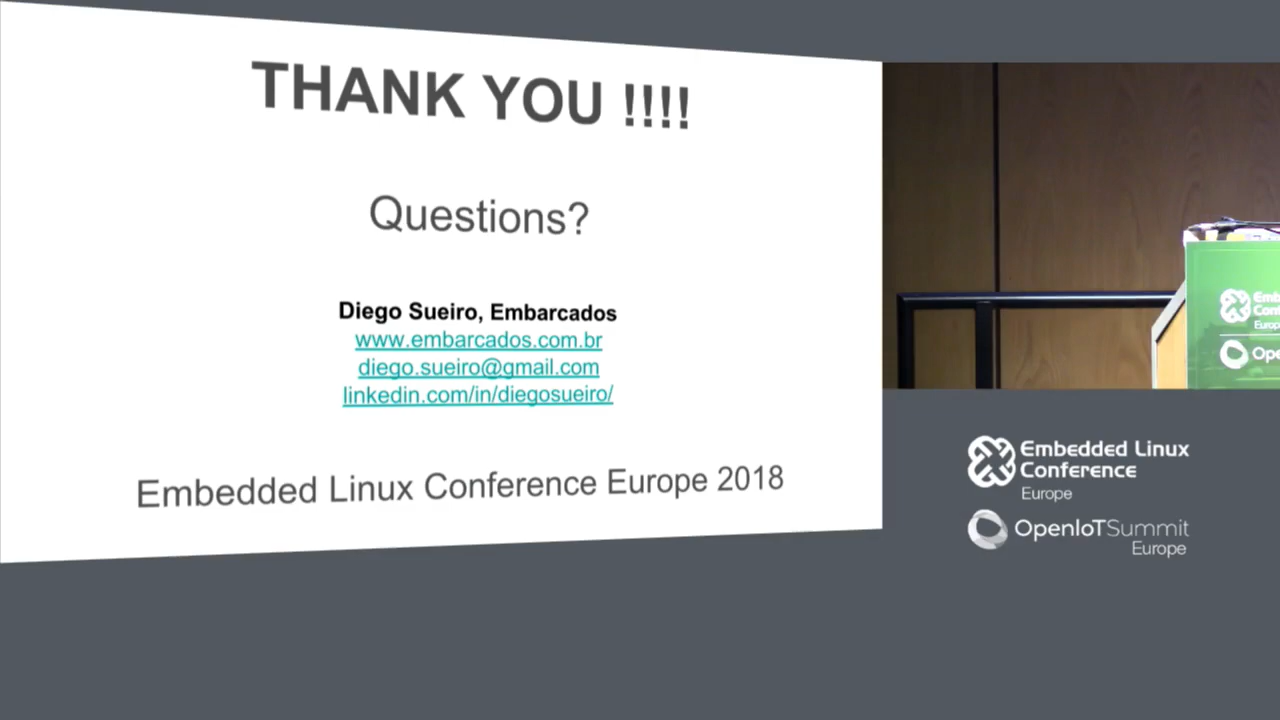 THANK YOU !!!!
Questions?
Diego Sueiro, Embarcados
www.embarcados.com.br
diego.sueiro@gmail.com
linkedin.com/in/diegosueiro/
Embedded Linux Conference Europe 2018
Embedded Linux
Conference
Europe
OpenIoTSummit
Europe